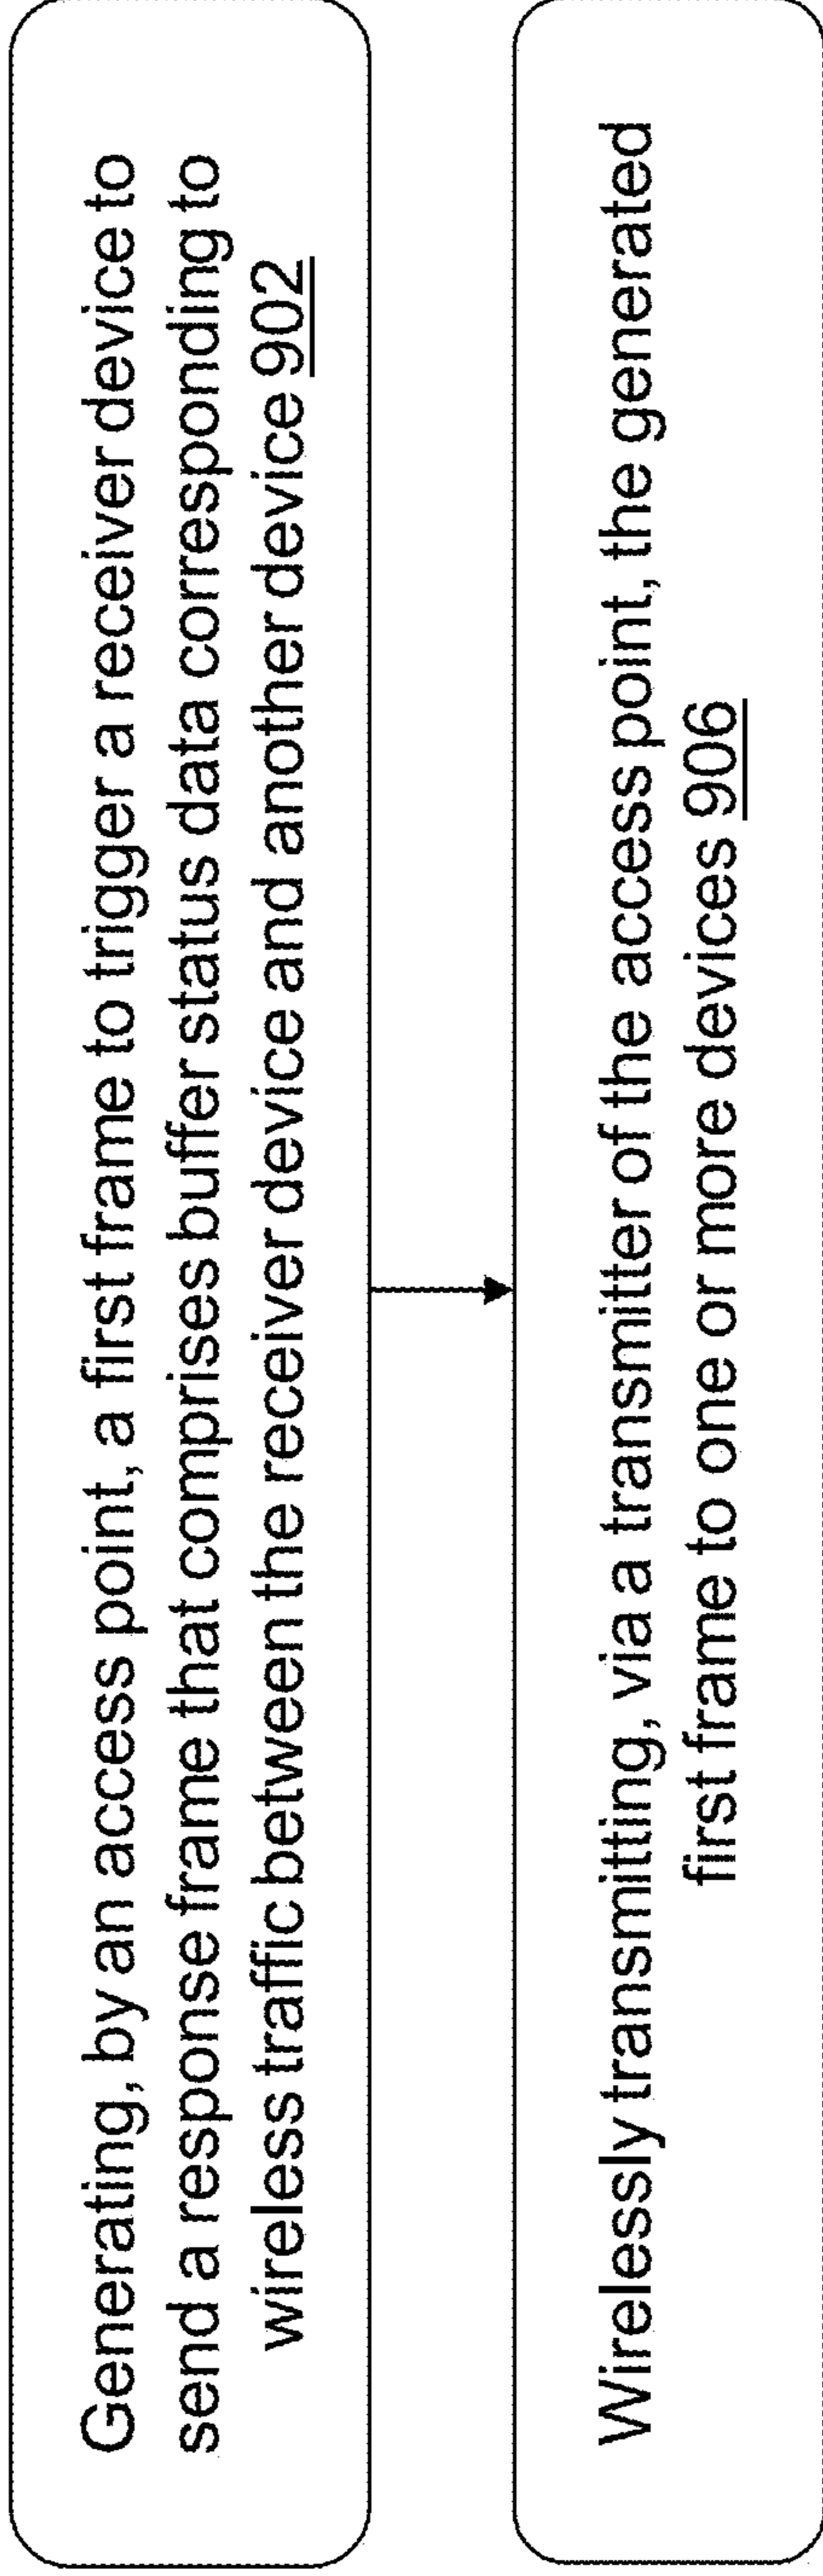 Generating, by an access point, a first frame to trigger a receiver device to
send a response frame that comprises buffer status data corresponding to
wireless traffic between the receiver device and another device 902
Wirelessly transmitting, via a transmitter of the access point, the generated
first frame to one or more devices 906